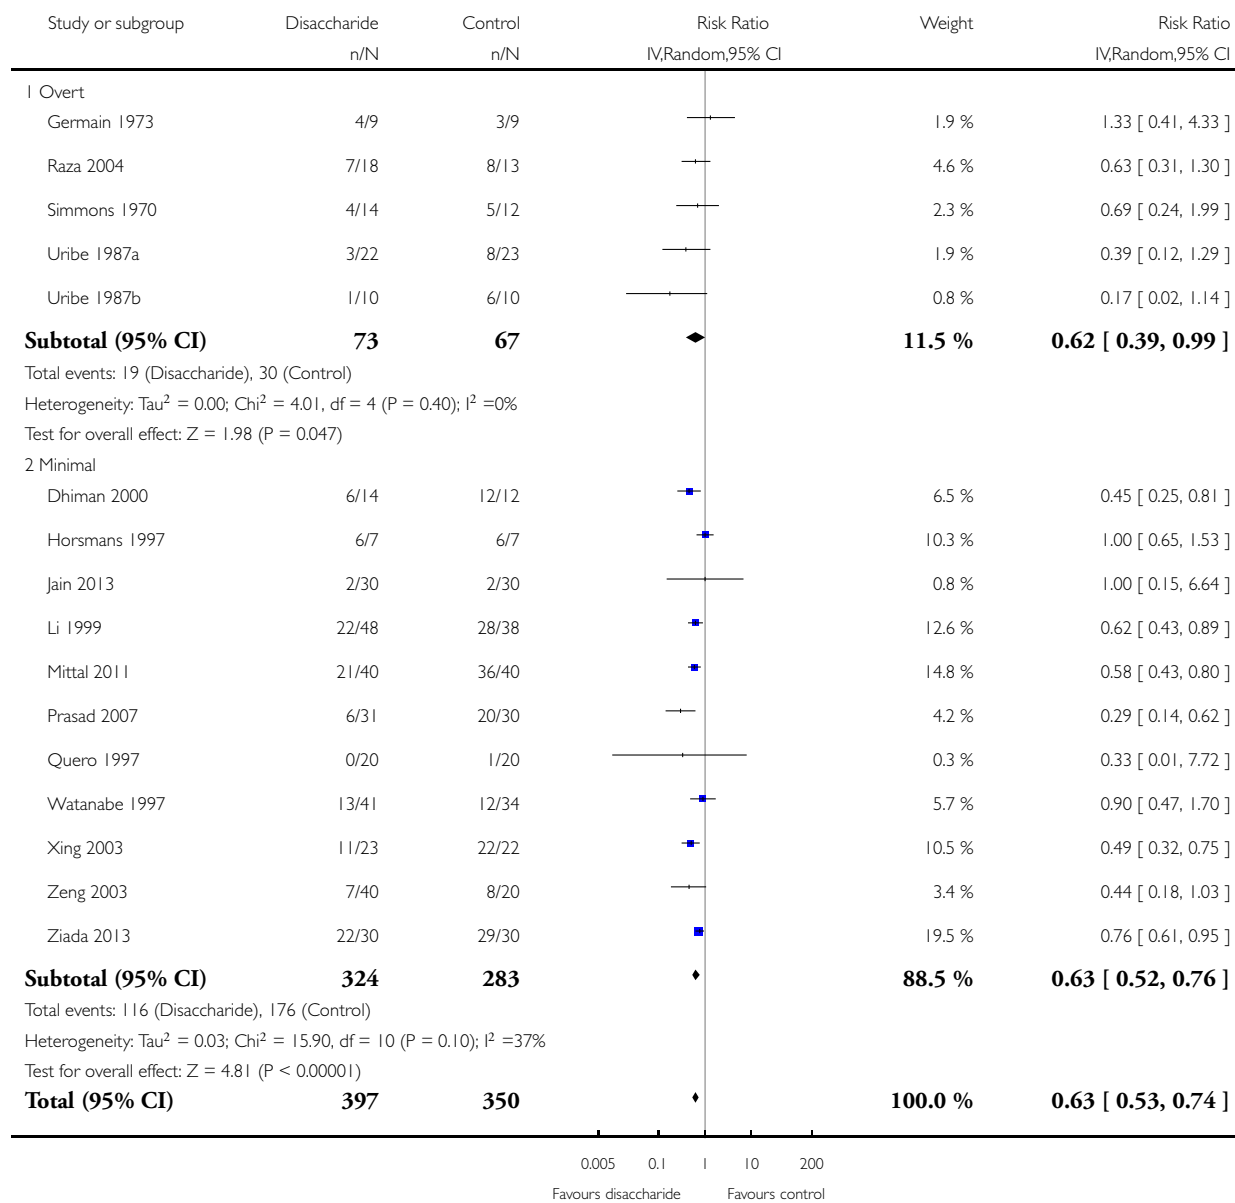 Study or subgroup Disaccharide Control Risk Ratio Weight Risk Ratio
n/N n/N IV,Random,95% CI IV,Random,95% CI
1 Overt
Germain 1973 4/9 3/9 1.9 % 1.33 [ 0.41, 4.33 ]
Raza 2004 7/18 8/13 4.6 % 0.63 [ 0.31, 1.30 ]
Simmons 1970 4/14 5/12 2.3 % 0.69 [ 0.24, 1.99 ]
Uribe 1987a 3/22 8/23 1.9 % 0.39 [ 0.12, 1.29 ]
Uribe 1987b 1/10 6/10 0.8 % 0.17 [ 0.02, 1.14 ]
Subtotal (95% CI) 73 67 11.5 % 0.62 [ 0.39, 0.99 ]
Total events: 19 (Disaccharide), 30 (Control)
Heterogeneity: Tau² = 0.00; Chi² = 4.01, df = 4 (P = 0.40); I² =0%
Test for overall effect: Z = 1.98 (P = 0.047)
2 Minimal
Dhiman 2000 6/14 12/12 6.5 % 0.45 [ 0.25, 0.81 ]
Horsmans 1997 6/7 6/7 10.3 % 1.00 [ 0.65, 1.53 ]
Jain 2013 2/30 2/30 0.8 % 1.00 [ 0.15, 6.64 ]
Li 1999 22/48 28/38 12.6 % 0.62 [ 0.43, 0.89 ]
Mittal 2011 21/40 36/40 14.8 % 0.58 [ 0.43, 0.80 ]
Prasad 2007 6/31 20/30 4.2 % 0.29 [ 0.14, 0.62 ]
Quero 1997 0/20 1/20 0.3 % 0.33 [ 0.01, 7.72 ]
Watanabe 1997 13/41 12/34 5.7 % 0.90 [ 0.47, 1.70 ]
Xing 2003 11/23 22/22 10.5 % 0.49 [ 0.32, 0.75 ]
Zeng 2003 7/40 8/20 3.4 % 0.44 [ 0.18, 1.03 ]
Ziada 2013 22/30 29/30 19.5 % 0.76 [ 0.61, 0.95 ]
Subtotal (95% CI) 324 283 88.5 % 0.63 [ 0.52, 0.76 ]
Total events: 116 (Disaccharide), 176 (Control)
Heterogeneity: Tau² = 0.03; Chi² = 15.90, df = 10 (P = 0.10); I² =37%
Test for overall effect: Z = 4.81 (P < 0.00001)
Total (95% CI) 397 350 100.0 % 0.63 [ 0.53, 0.74 ]
0.005 0.1 1 10 200
Favours disaccharide Favours control